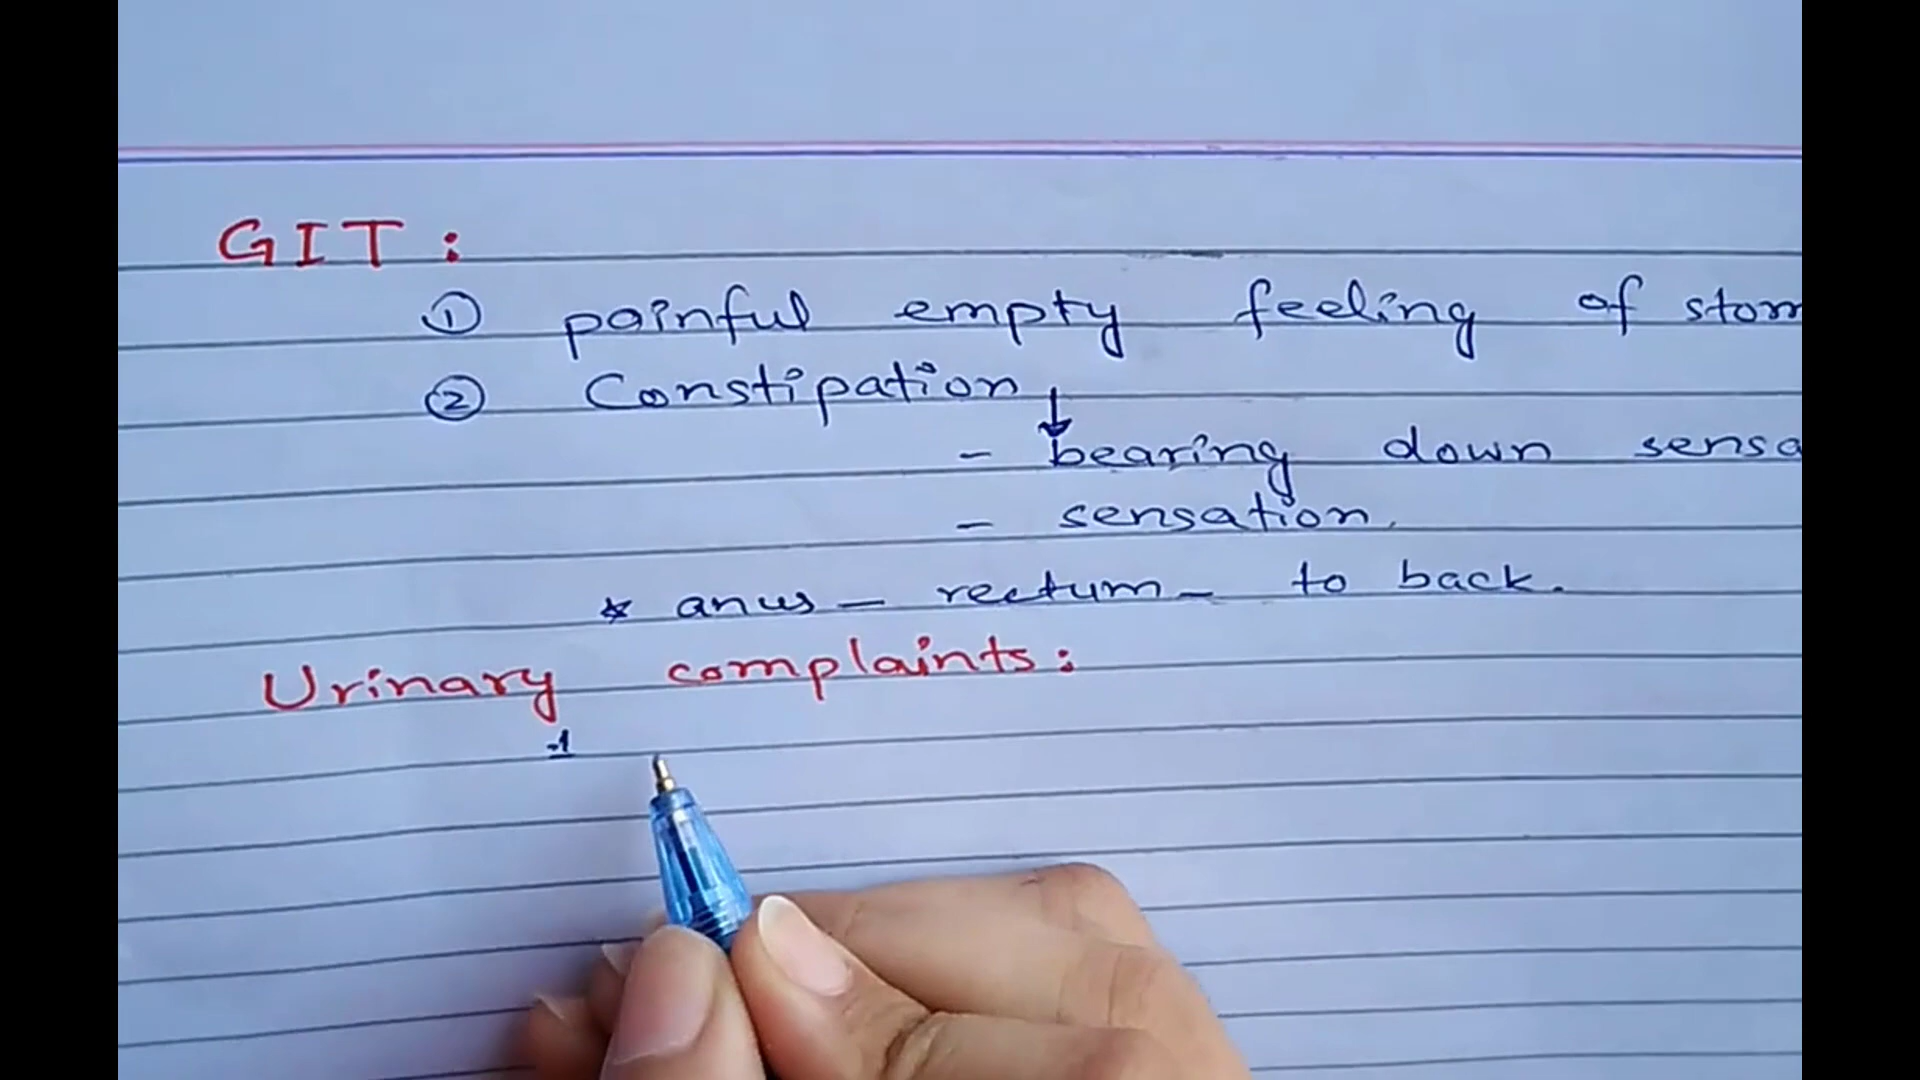 GIT :
① painful empty feeling of stom
② Constipation ↓
- bearing down sensa
- sensation.
* anus - rectum - to back.
Urinary complaints:
-1